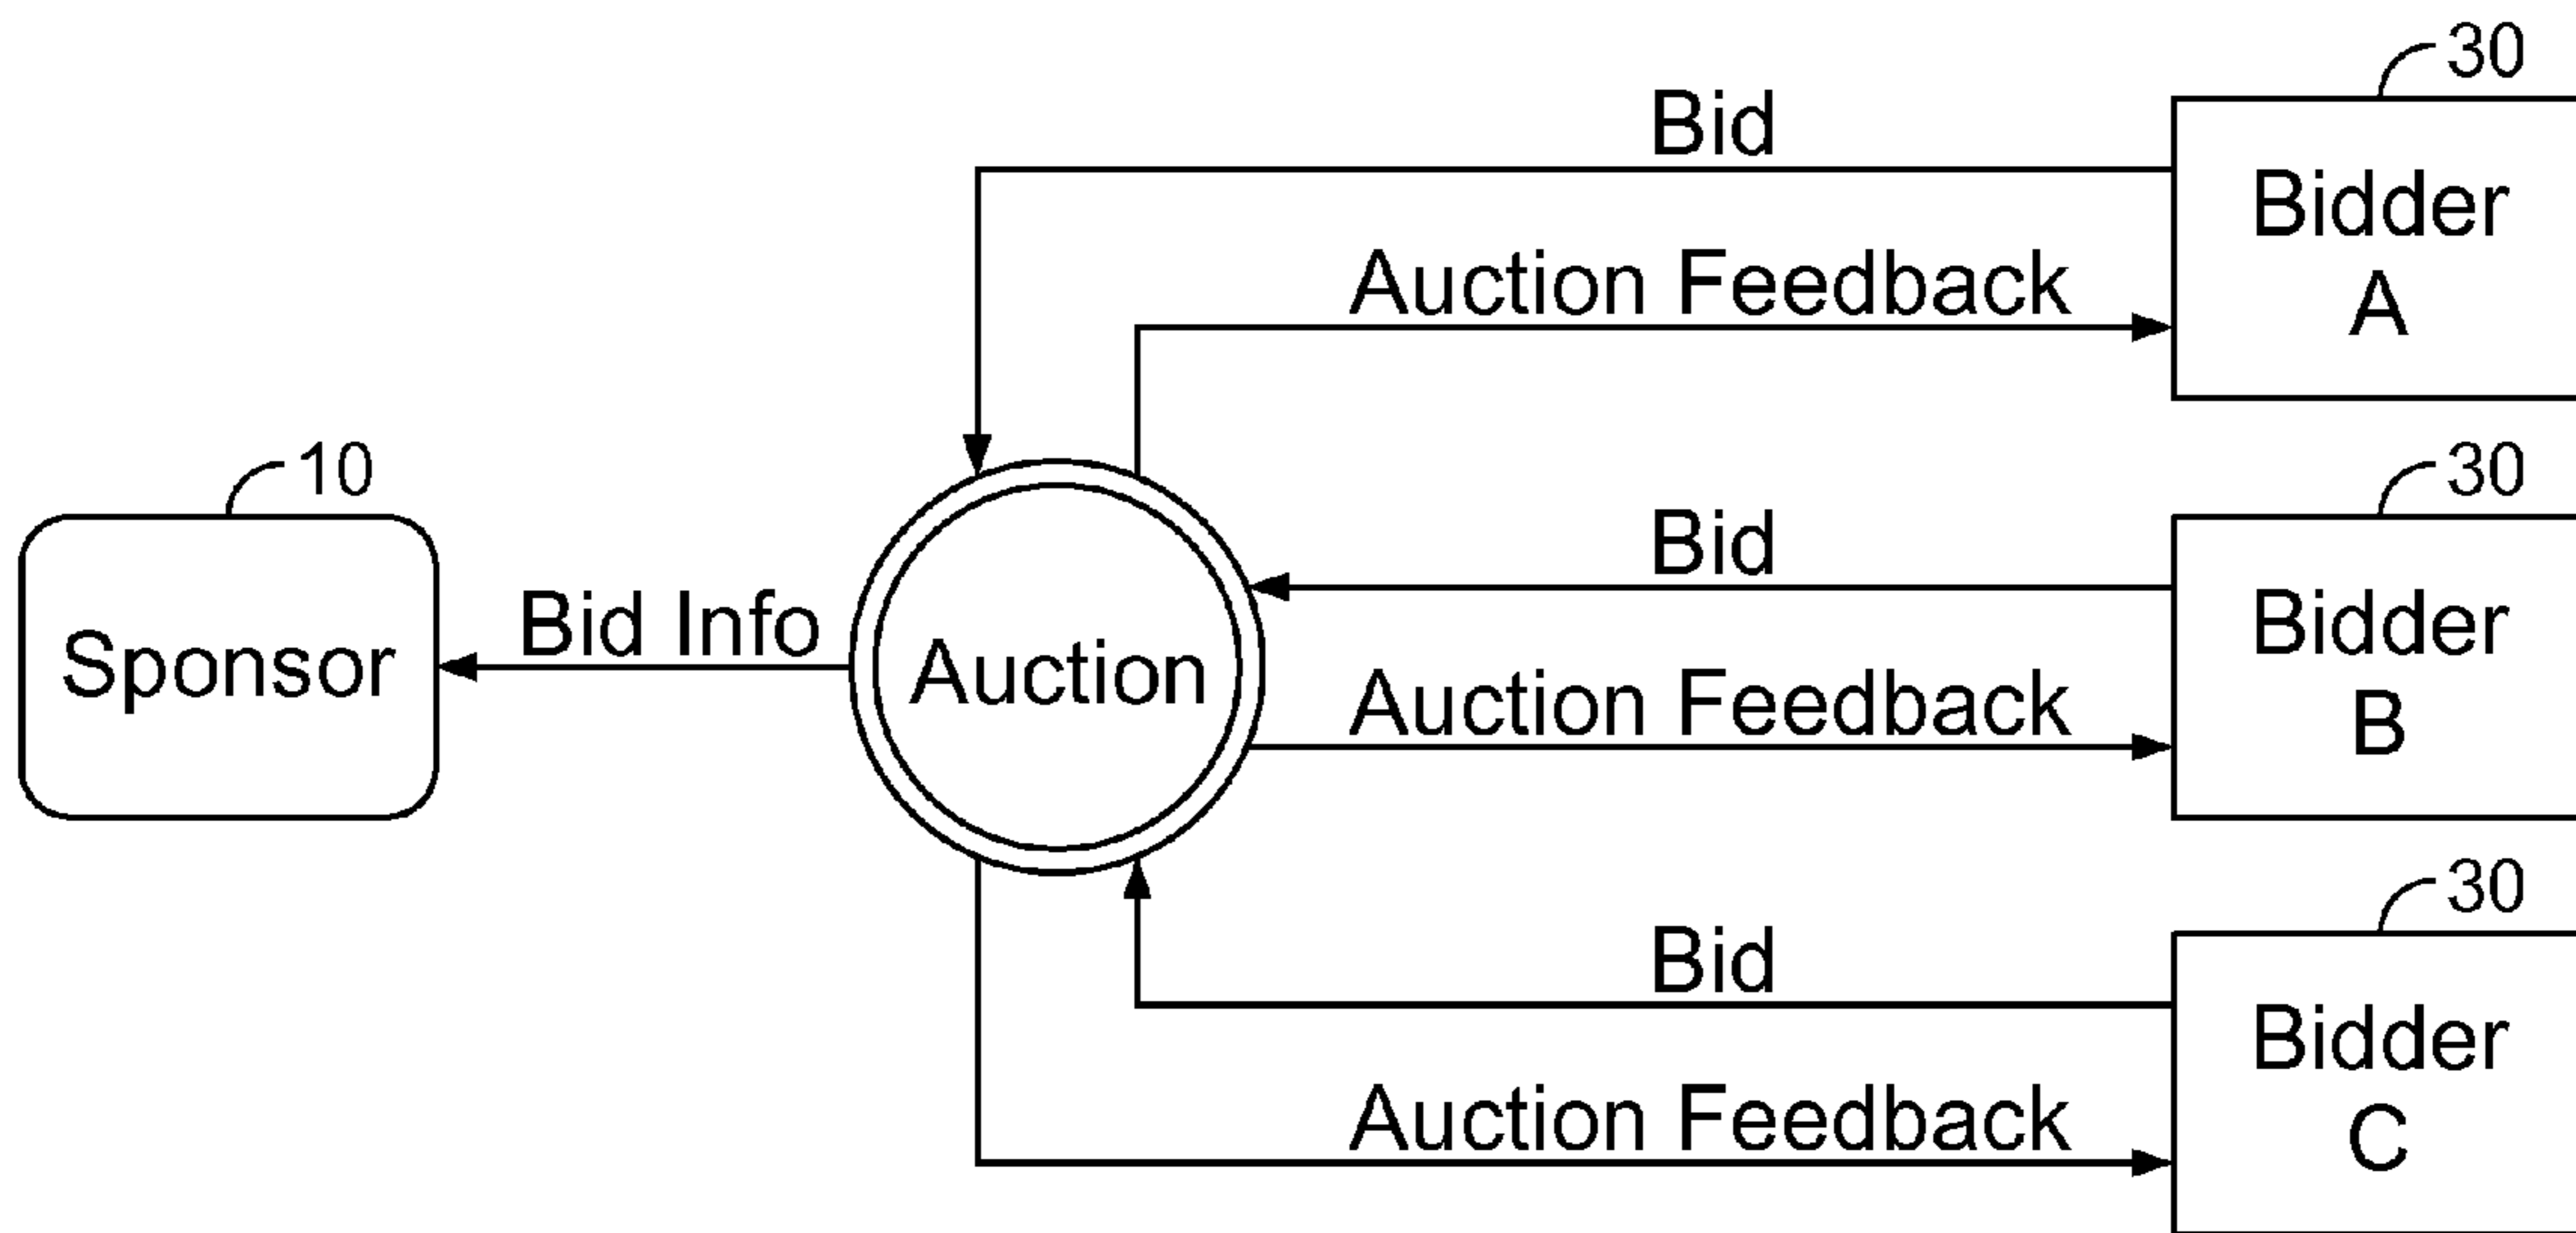 30
Bid
Bidder
A
Auction Feedback
10
30
Bid
Bidder
B
Bid Info
Sponsor
Auction
Auction Feedback
30
Bid
Bidder
C
Auction Feedback